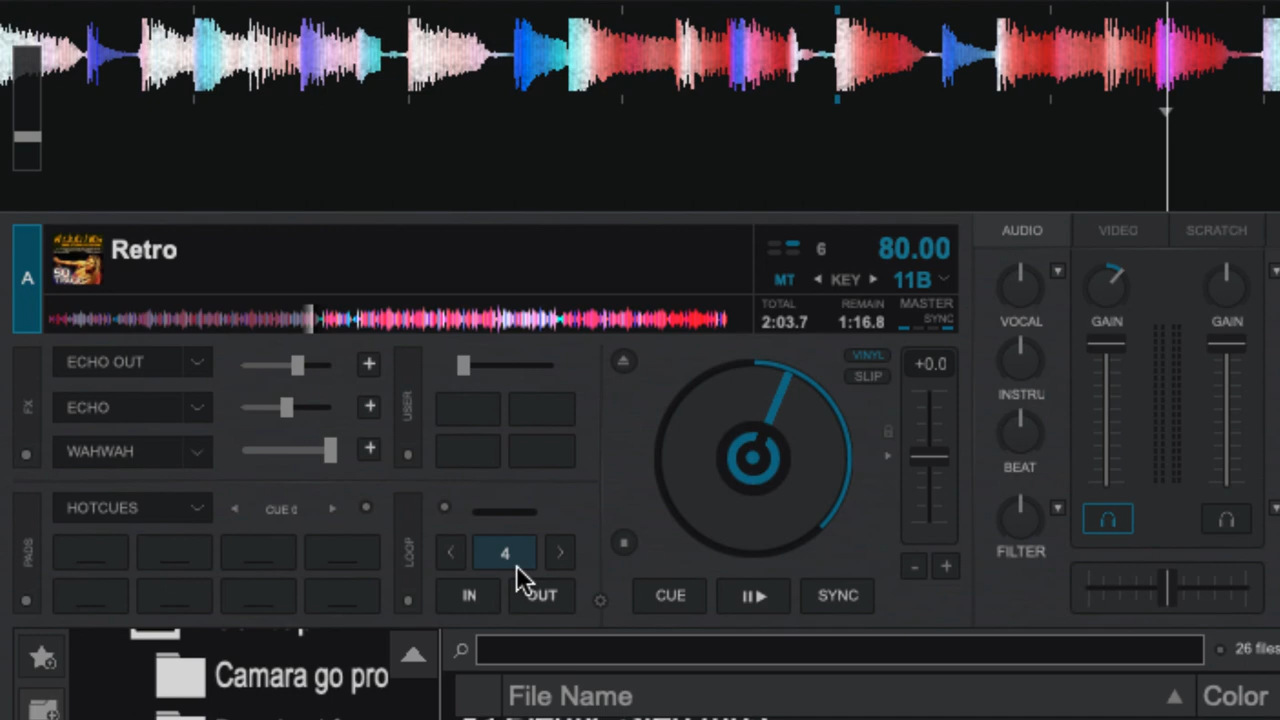 A
Retro
6
80.00
MT
KEY
11B
TOTAL
2:03.7
REMAIN
1:16.8
MASTER
SYNC
AUDIO
VIDEO
SCRATCH
VOCAL
GAIN
GAIN
INSTRU
BEAT
FILTER
FX
ECHO OUT
+
ECHO
+
WAHWAH
+
USER
VINYL
SLIP
+0.0
PADS
HOTCUES
CUE
LOOP
4
IN
OUT
CUE
SYNC
-
+
Camara go pro
26 files
File Name
Color